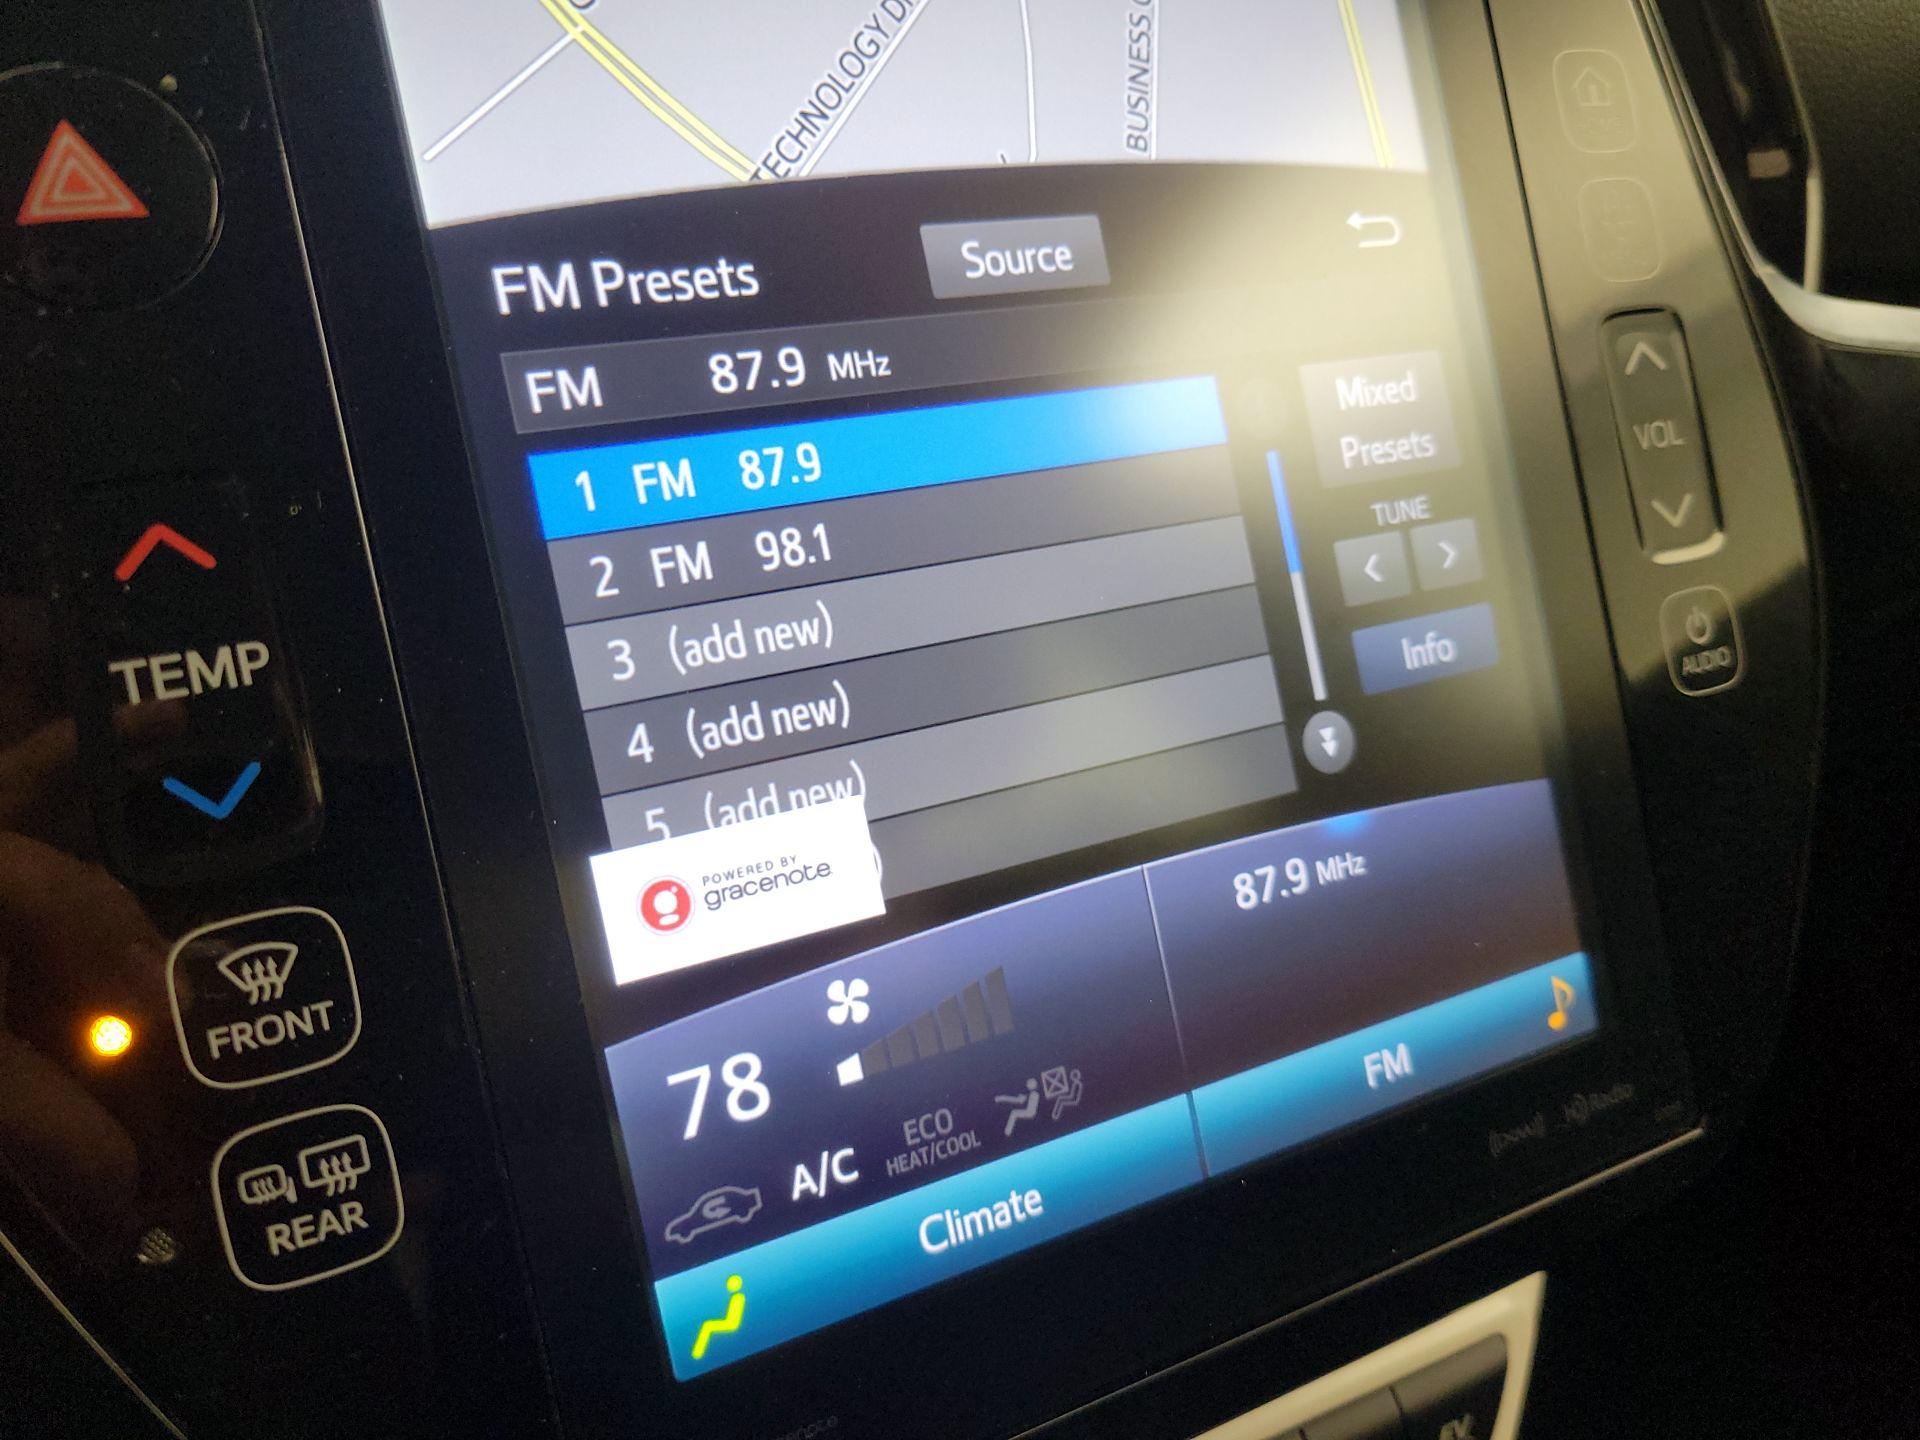 TECHNOLOGY D
BUSINESS
FM Presets
Source
FM 87.9 MHz
1 FM 87.9
2 FM 98.1
3 (add new)
4 (add new)
5 (add new)
)
Mixed
Presets
TUNE
Info
VOL
AUDIO
TEMP
POWERED BY
gracenote
87.9 MHz
78
ECO
HEAT/COOL
A/C
Climate
FM
FRONT
REAR
HD Radio